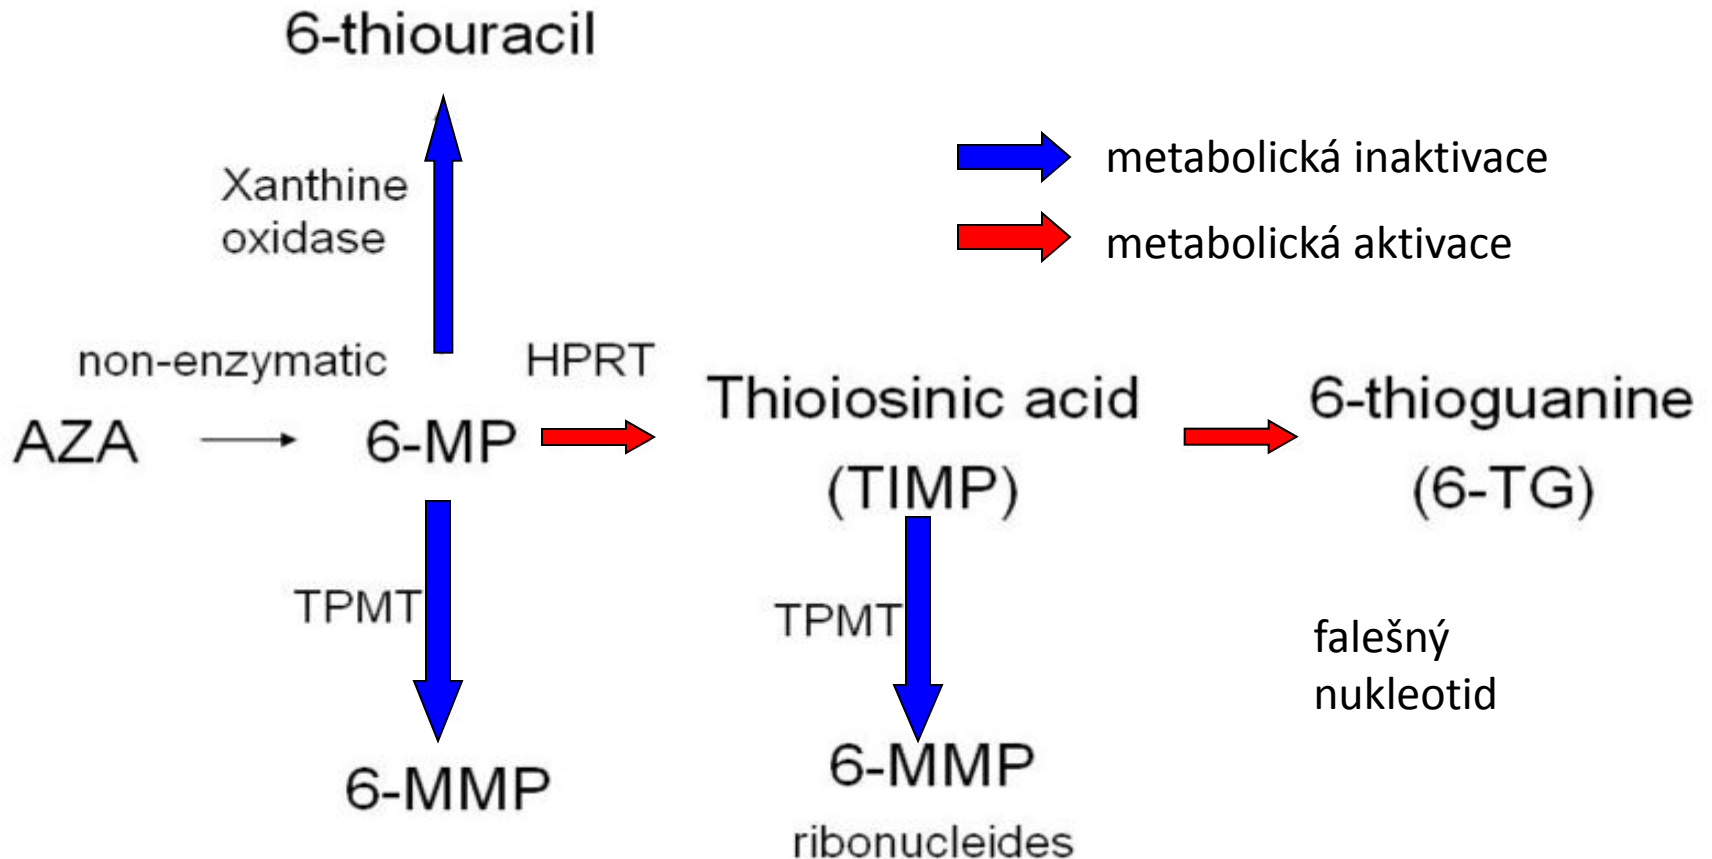 6-thiouracil
Xanthine
oxidase
metabolická inaktivace
metabolická aktivace
non-enzymatic
HPRT
AZA
6-MP
Thioiosinic acid
(TIMP)
6-thioguanine
(6-TG)
TPMT
TPMT
falešný
nukleotid
6-MMP
6-MMP
ribonucleides